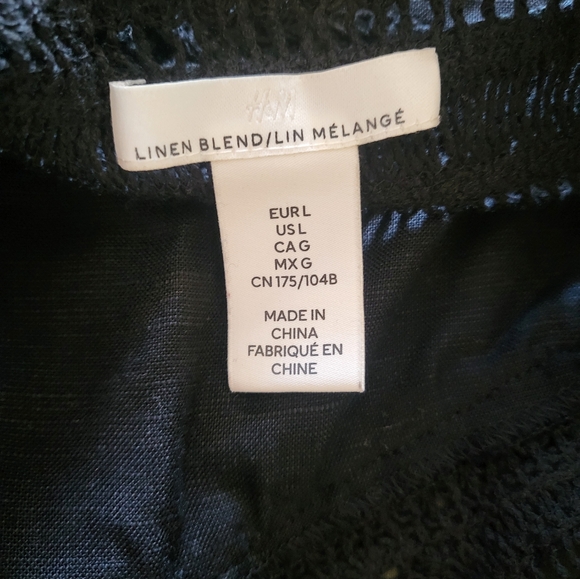 H&M
LINEN BLEND/LIN MÉLANGÉ
EUR L
US L
CA G
MX G
CN 175/104B
MADE IN
CHINA
FABRIQUÉ EN
CHINE